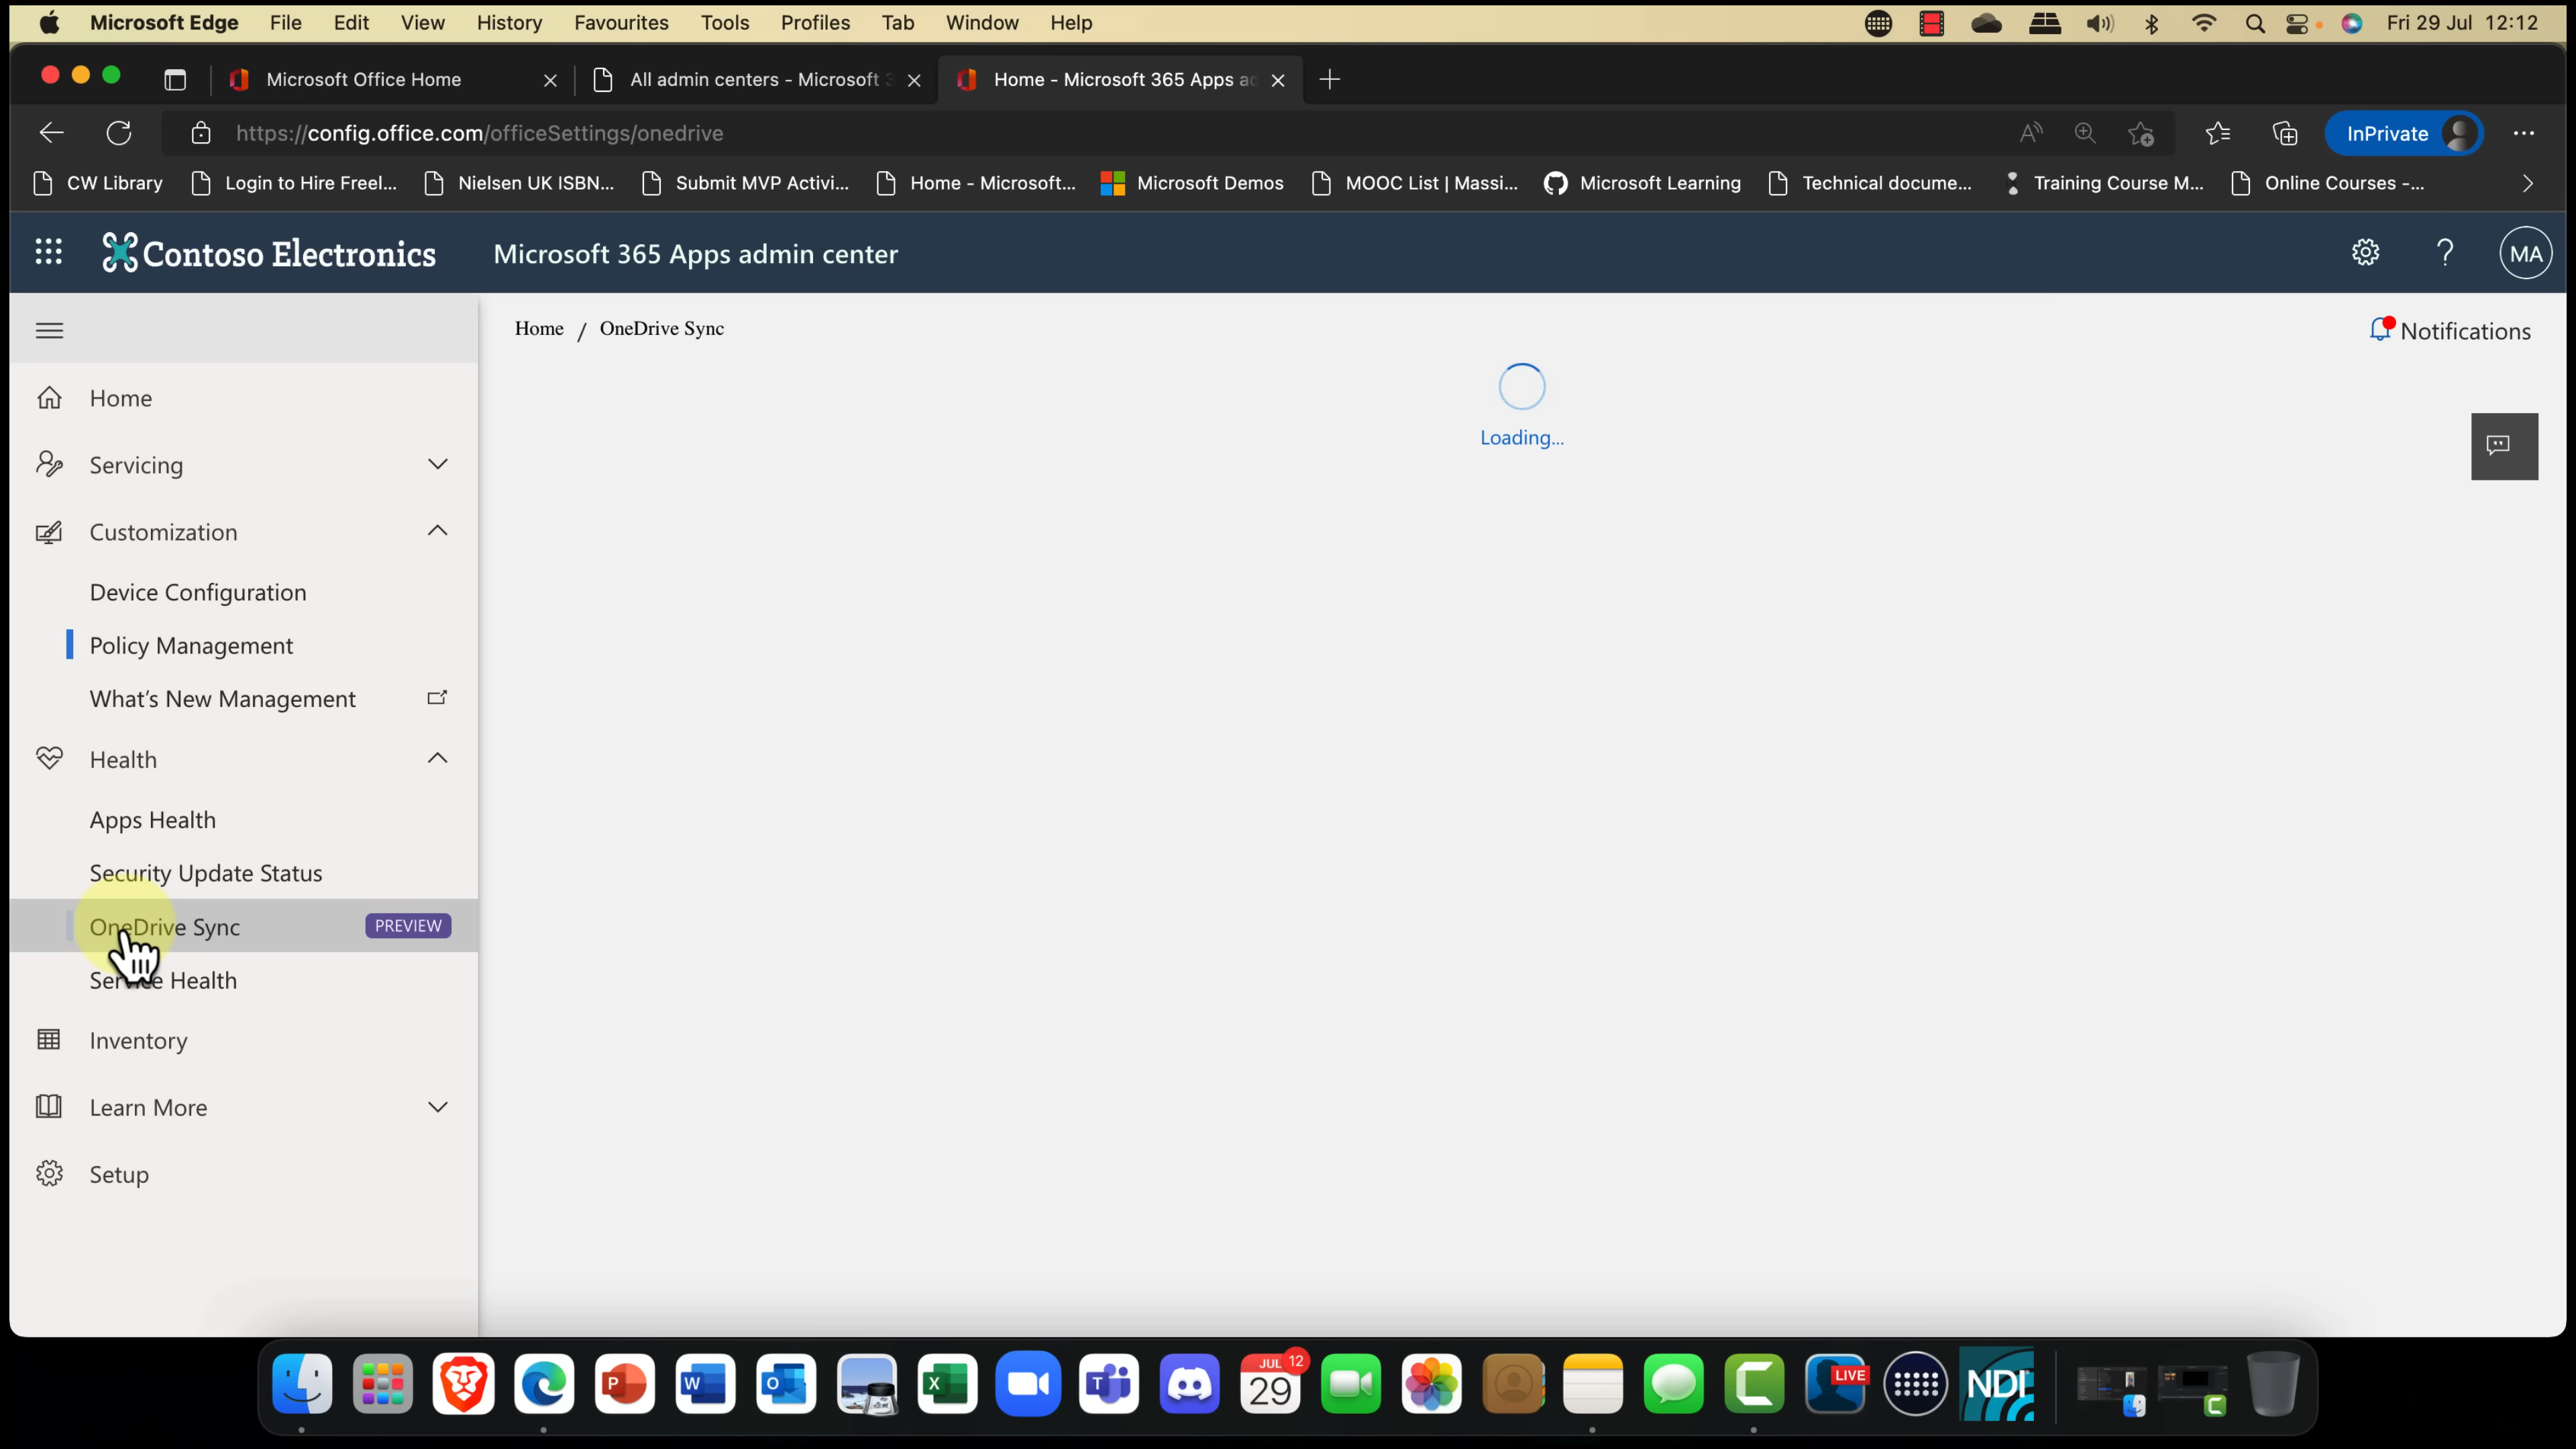 Microsoft Edge File Edit View History Favourites Tools Profiles Tab Window Help Fri 29 Jul 12:12
Microsoft Office Home All admin centers - Microsoft 3 Home - Microsoft 365 Apps ad
https://config.office.com/officeSettings/onedrive InPrivate
CW Library Login to Hire Freel... Nielsen UK ISBN... Submit MVP Activi... Home - Microsoft... Microsoft Demos MOOC List | Massi... Microsoft Learning Technical docume... Training Course M... Online Courses -...
Contoso Electronics Microsoft 365 Apps admin center ? MA
Home / OneDrive Sync Notifications
Loading...
Home
Servicing
Customization
Device Configuration
Policy Management
What's New Management
Health
Apps Health
Security Update Status
OneDrive Sync PREVIEW
Service Health
Inventory
Learn More
Setup
P W O X T JUL 12 29 LIVE NDI